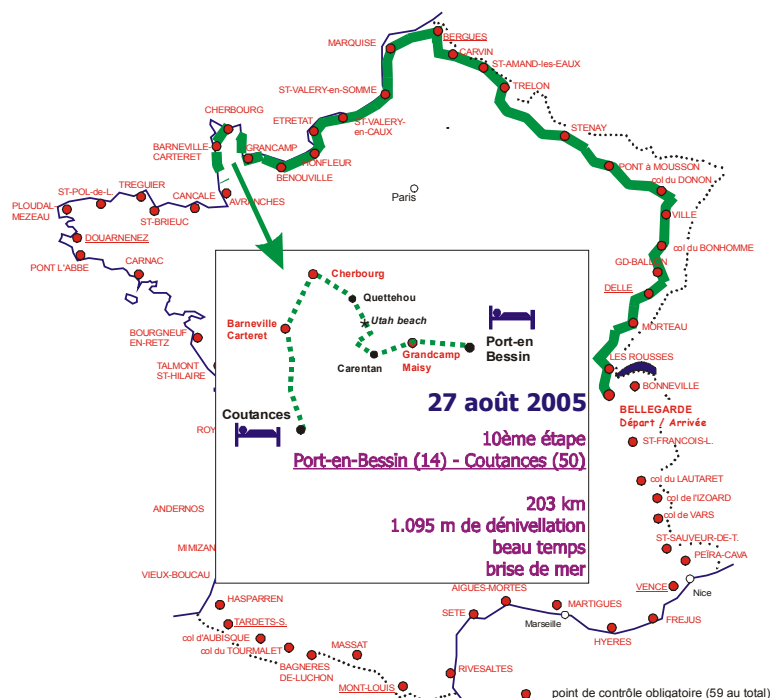 BERGUES
MARQUISE
CARVIN
ST-AMAND-les-EAUX
TRELON
ST-VALERY-en-SOMME
CHERBOURG
ETRETAT
ST-VALERY-
en-CAUX
STENAY
BARNEVILLE-
CARTERET
GRANCAMP
HONFLEUR
BENOUVILLE
PONT à MOUSSON
col du DONON
ST-POL-de-L.
TREGUIER
CANCALE
AVRANCHES
Paris
PLOUDAL-
MEZEAU
ST-BRIEUC
VILLE
DOUARNENEZ
col du BONHOMME
PONT L'ABBE
CARNAC
GD-BALLON
DELLE
Cherbourg
Quettehou
Utah beach
Barneville
Carteret
Port-en
Bessin
Grandcamp
Maisy
Carentan
MORTEAU
BOURGNEUF
EN-RETZ
TALMONT
ST-HILAIRE
LES ROUSSES
BONNEVILLE
27 août 2005
Coutances
BELLEGARDE
Départ / Arrivée
ROY
10ème étape
Port-en-Bessin (14) - Coutances (50)
ST-FRANCOIS-L.
203 km
1.095 m de dénivellation
beau temps
brise de mer
col du LAUTARET
col de l'IZOARD
col de VARS
ANDERNOS
ST-SAUVEUR-DE-T.
MIMIZAN
PEÏRA-CAVA
VIEUX-BOUCAU
VENCE
Nice
AIGUES-MORTES
HASPARREN
SETE
MARTIGUES
Marseille
FREJUS
HYERES
TARDETS-S.
col d'AUBISQUE
col du TOURMALET
MASSAT
BAGNERES
DE-LUCHON
RIVESALTES
MONT-LOUIS
point de contrôle obligatoire (59 au total)